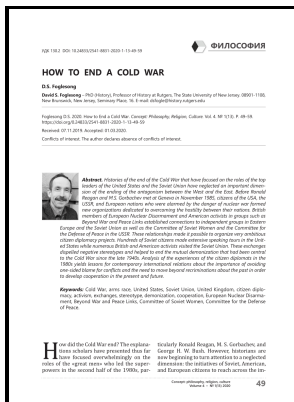 УДК 130.2 DOI: 10.24833/2541-8831-2020-1-13-49-59
ФИЛОСОФИЯ
HOW TO END A COLD WAR
D.S. Foglesong
David S. Foglesong - PhD (History), Professor of History at Rutgers, The State University of New Jersey. 08901-1108,
New Brunswick, New Jersey, Seminary Place, 16. E-mail: dsfogle@history.rutgers.edu
Foglesong D.S. 2020. How to End a Cold War. Concept: Philosophy, Religion, Culture. Vol. 4. № 1(13). P. 49–59.
https://doi.org/10.24833/2541-8831-2020-1-13-49-59
Received: 07.11.2019. Accepted: 01.03.2020.
Conflicts of interest. The author declares absence of conflicts of interest.
Abstract. Histories of the end of the Cold War that have focused on the roles of the top
leaders of the United States and the Soviet Union have neglected an important dimen-
sion of the ending of the antagonism between the West and the East. Before Ronald
Reagan and M.S. Gorbachev met at Geneva in November 1985, citizens of the USA, the
USSR, and European nations who were alarmed by the danger of nuclear war formed
new organizations dedicated to overcoming the hostility between their nations. British
members of European Nuclear Disarmament and American activists in groups such as
Beyond War and Peace Links established connections to independent groups in Eastern
Europe and the Soviet Union as well as the Committee of Soviet Women and the Committee for
the Defense of Peace in the USSR. These relationships made it possible to organize very ambitious
citizen diplomacy projects. Hundreds of Soviet citizens made extensive speaking tours in the Unit-
ed States while numerous British and American activists visited the Soviet Union. These exchanges
dispelled negative stereotypes and helped to end the mutual demonization that had been central
to the Cold War since the late 1940s. Analysis of the experiences of the citizen diplomats in the
1980s yields lessons for contemporary international relations about the importance of avoiding
one-sided blame for conflicts and the need to move beyond recriminations about the past in order
to develop cooperation in the present and future.
Keywords: Cold War, arms race, United States, Soviet Union, United Kingdom, citizen diplo-
macy, activism, exchanges, stereotypes, demonization, cooperation, European Nuclear Disarma-
ment, Beyond War and Peace Links, Committee of Soviet Women, Committee for the Defense
of Peace.
How did the Cold War end? The explana-
tions scholars have presented thus far
have focused overwhelmingly on the
roles of the «great men» who led the super-
powers in the second half of the 1980s, par-
ticularly Ronald Reagan, M. S. Gorbachev; and
George H. W. Bush. However, historians are
now beginning to turn attention to a neglected
dimension: the initiatives of Soviet, American,
and European citizens to reach across the im-
Concept: philosophy, religion, culture
Volume 4 • № 1(13) 2020
49